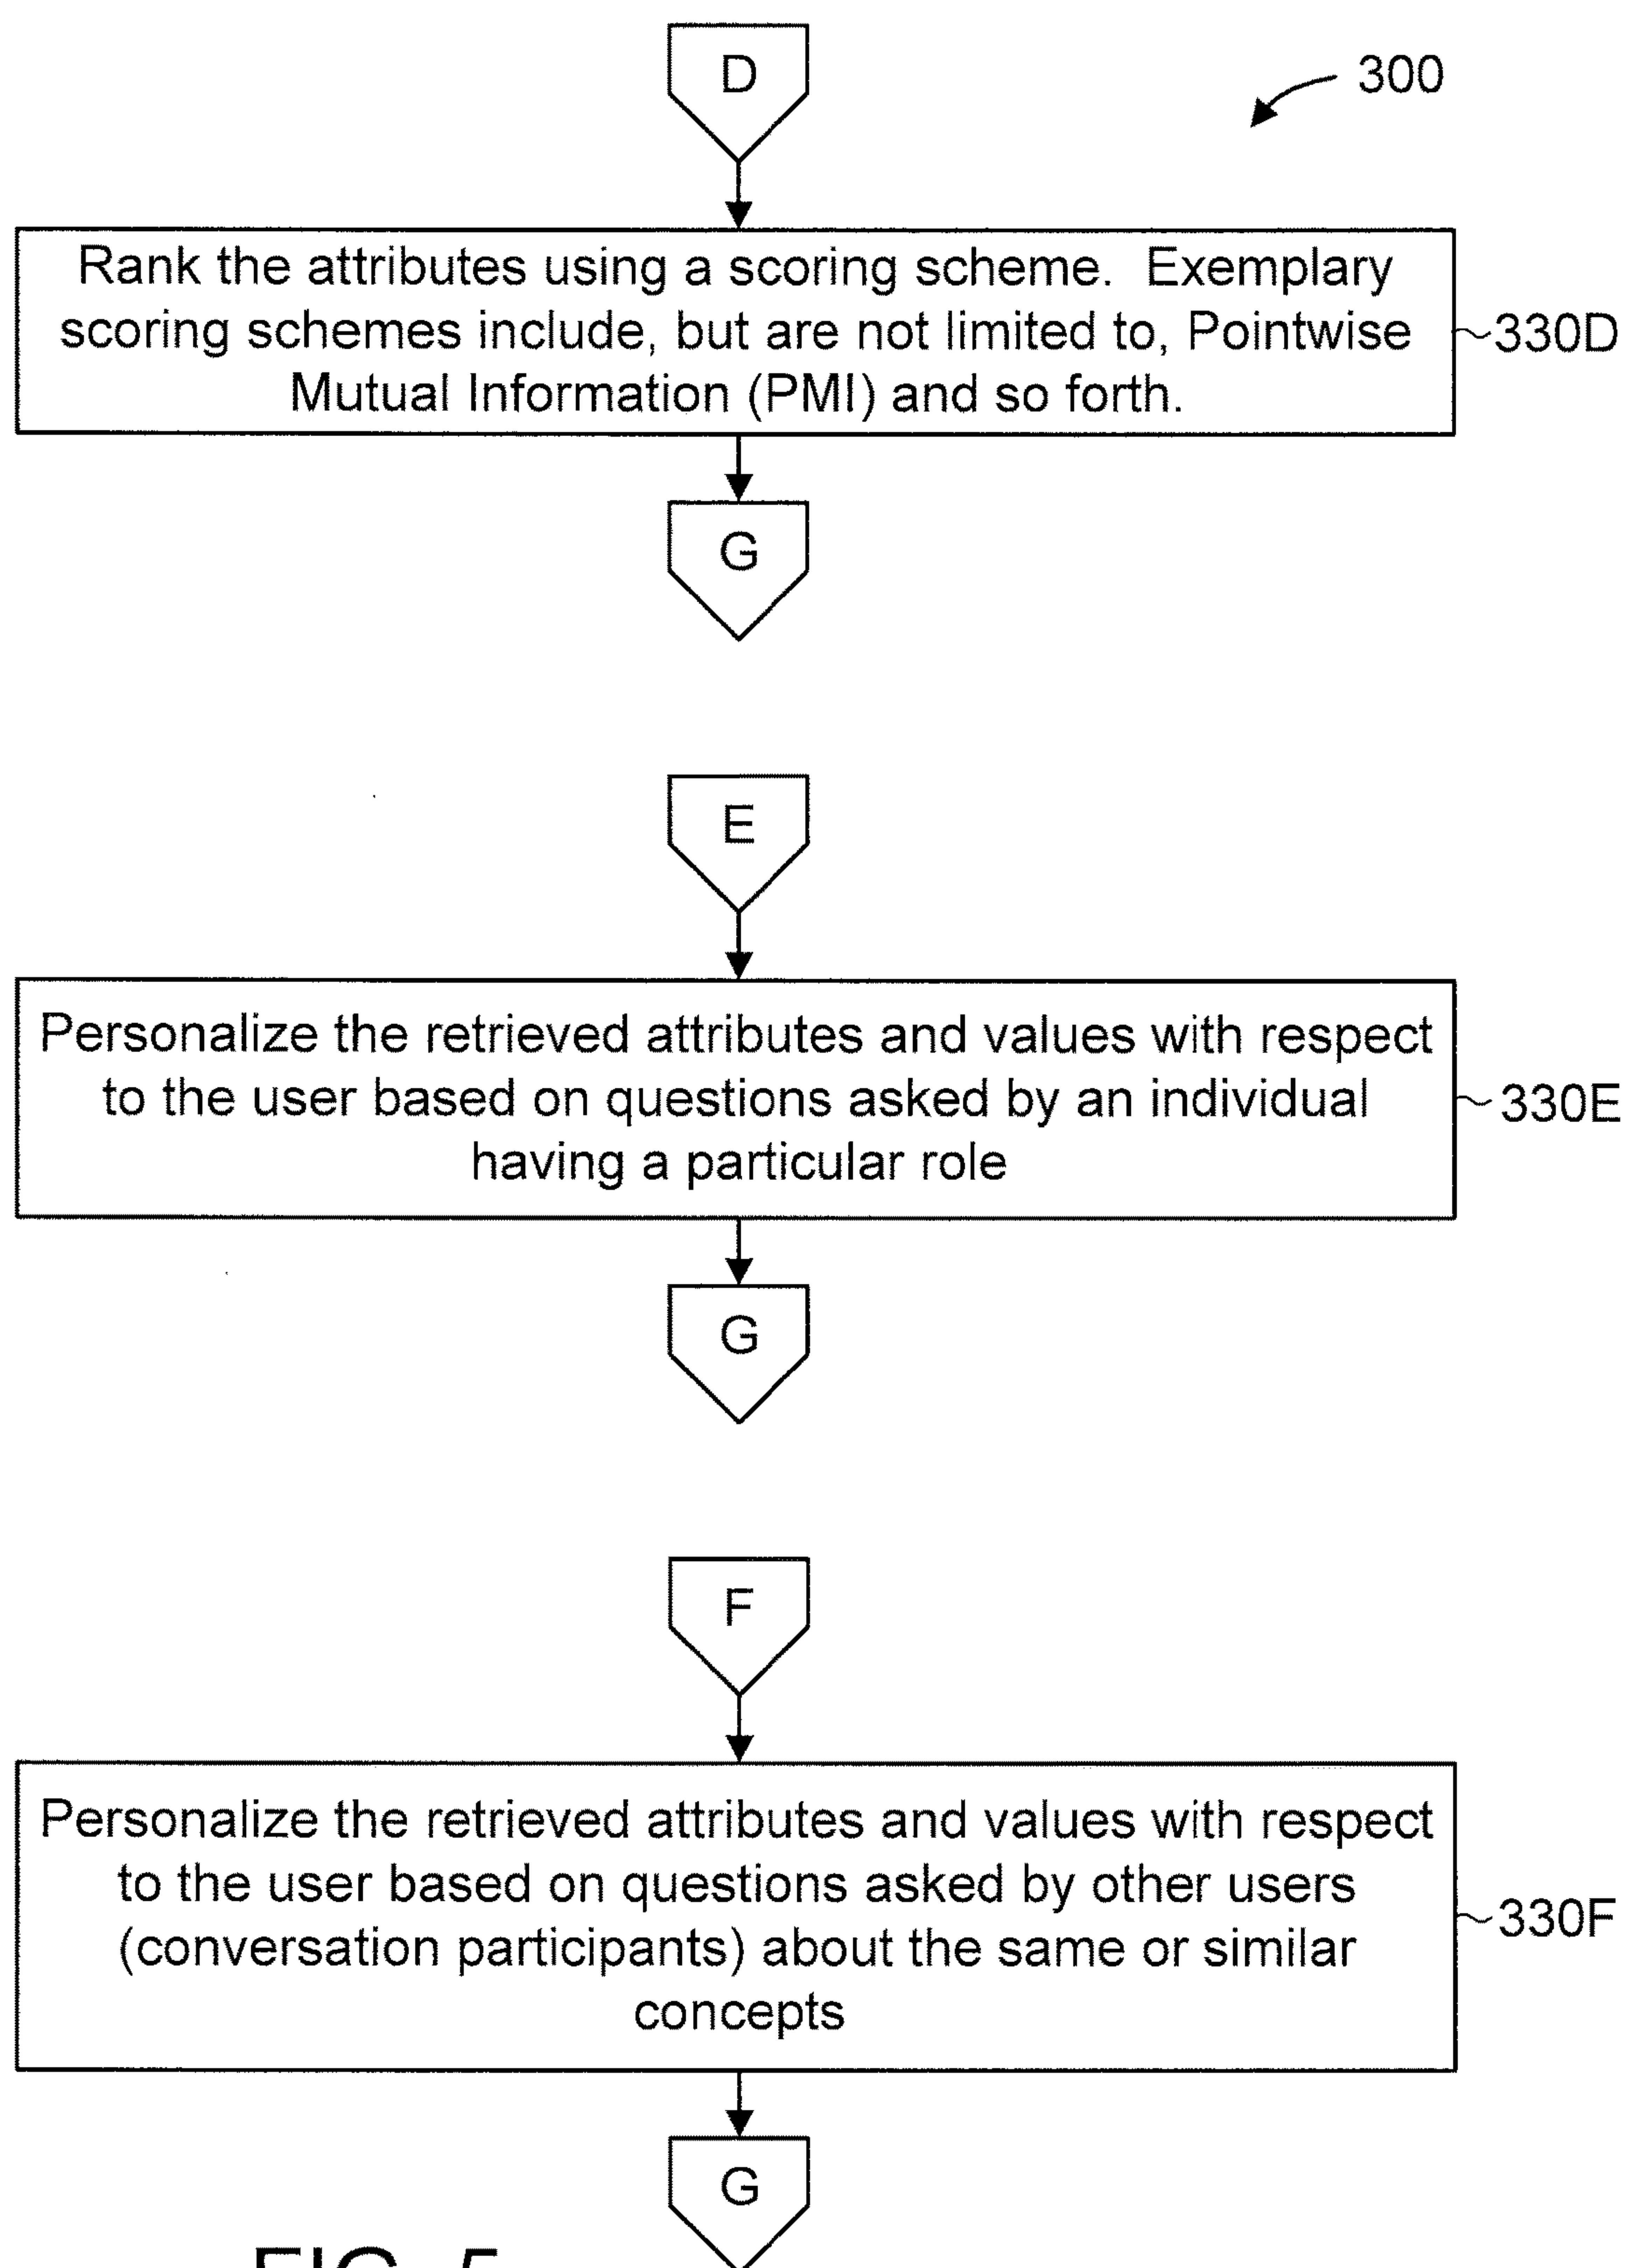 D
300
Rank the attributes using a scoring scheme.  Exemplary
scoring schemes include, but are not limited to, Pointwise
Mutual Information (PMI) and so forth.
330D
G
E
Personalize the retrieved attributes and values with respect
to the user based on questions asked by an individual
having a particular role
330E
G
F
Personalize the retrieved attributes and values with respect
to the user based on questions asked by other users
(conversation participants) about the same or similar
concepts
330F
G
FIG. 5